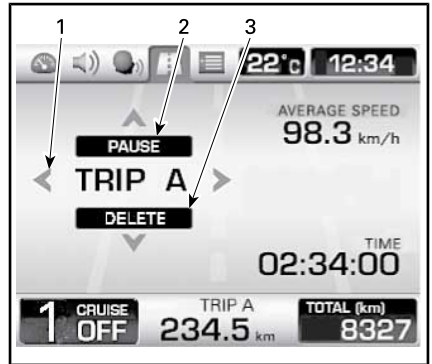 1 2 3
22°c 12:34
AVERAGE SPEED
98.3 km/h
PAUSE
TRIP A
DELETE
TIME
02:34:00
1 CRUISE OFF
TRIP A
234.5 km
TOTAL (km)
8327